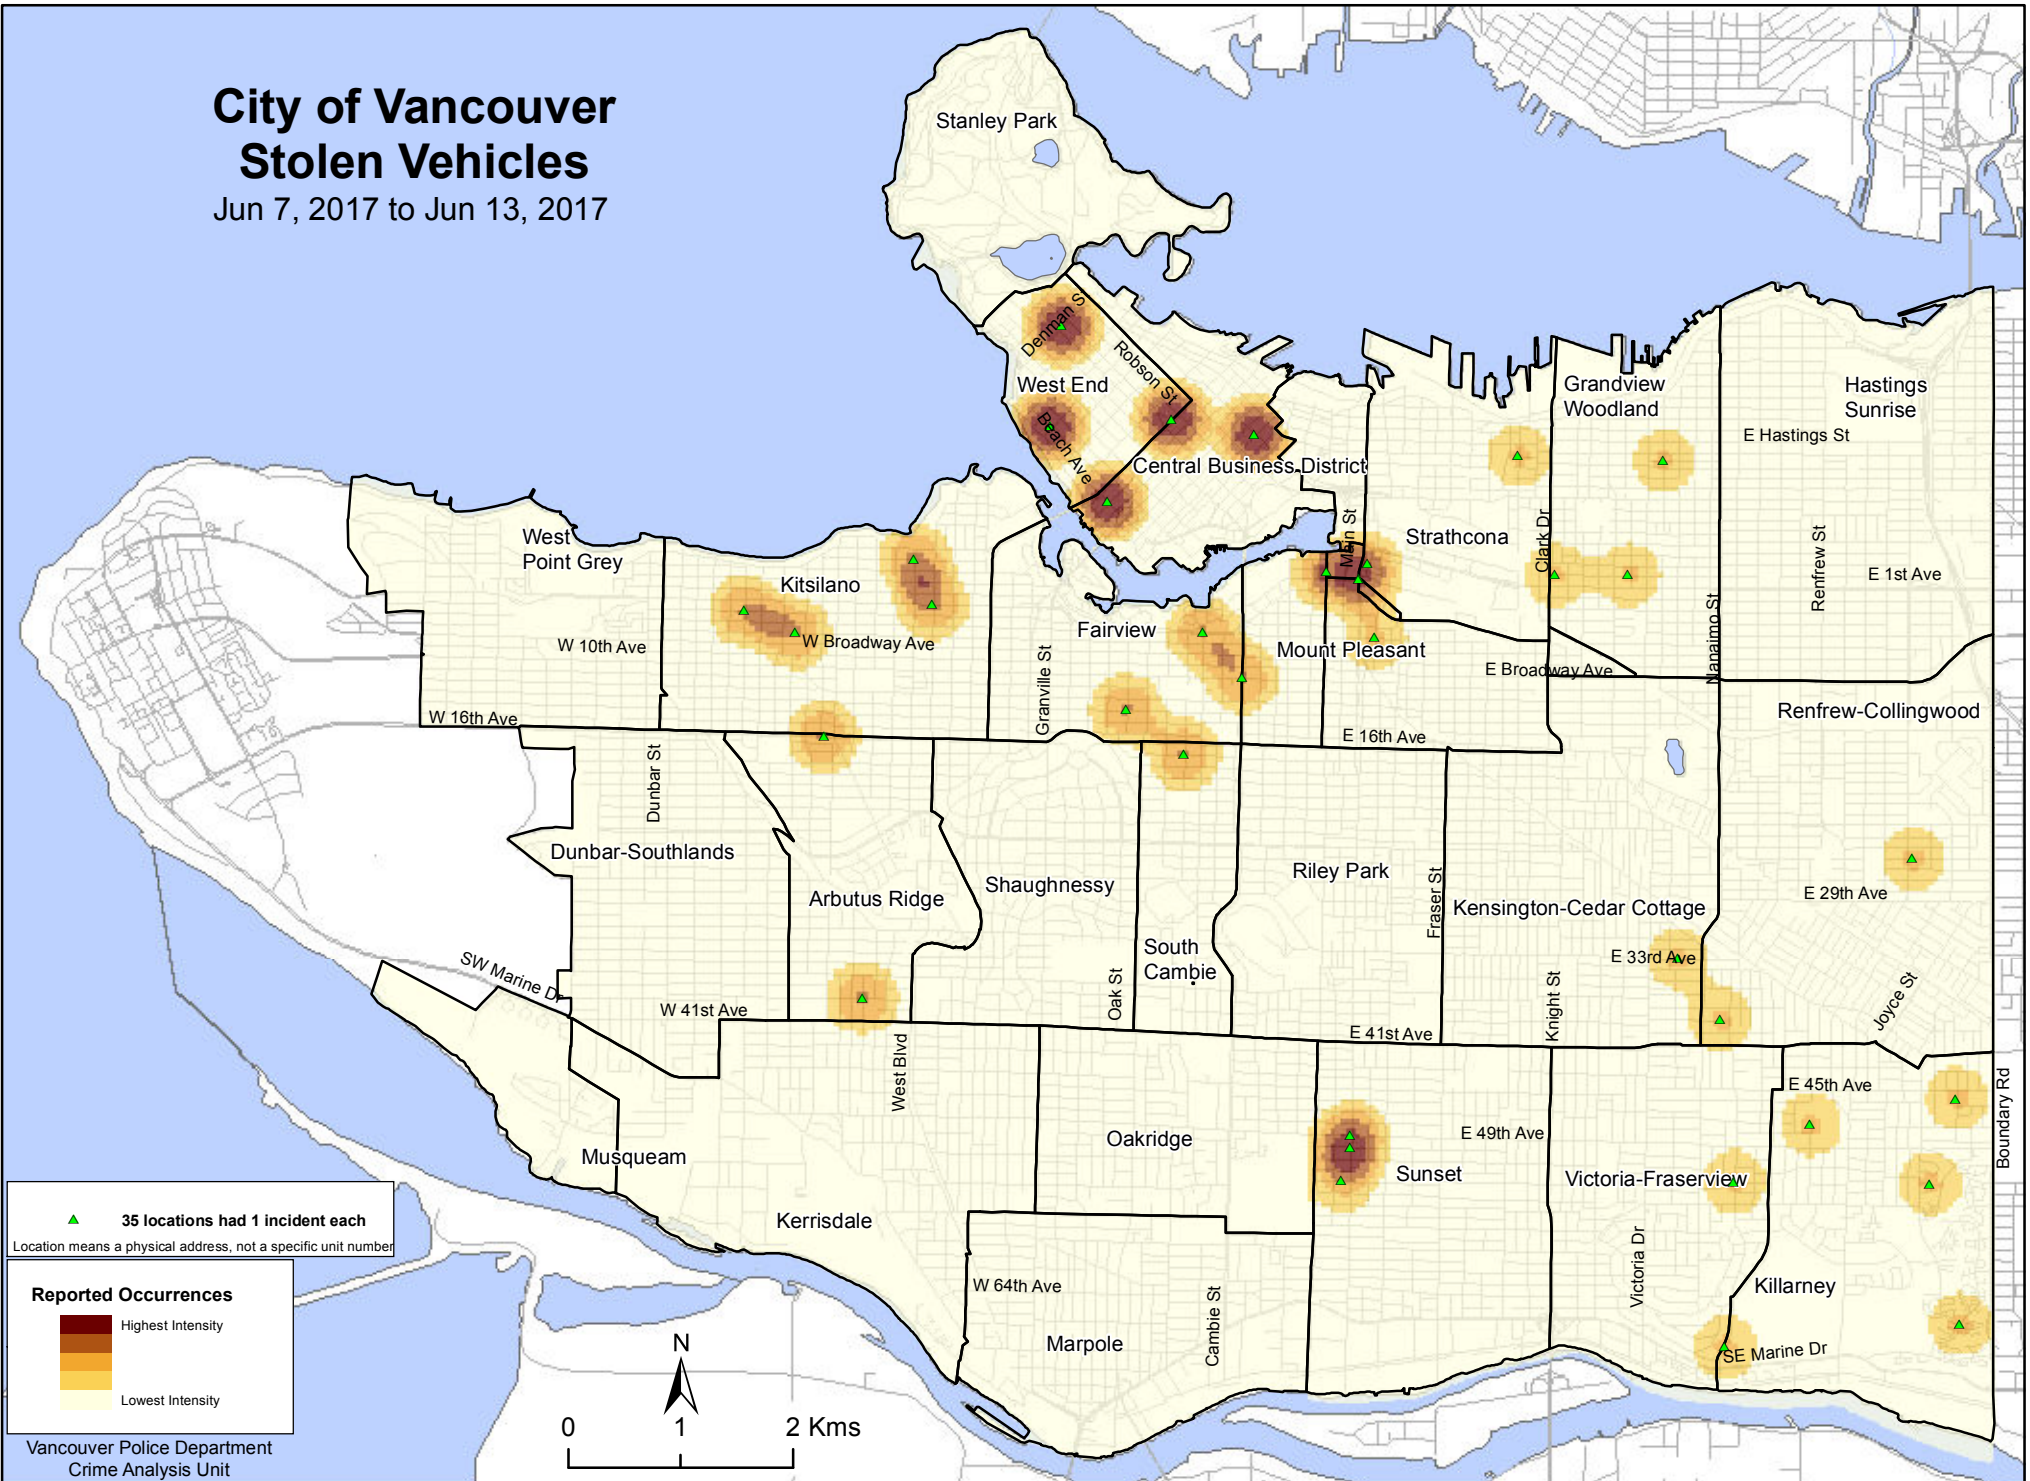 City of Vancouver
Stolen Vehicles
Jun 7, 2017 to Jun 13, 2017
Stanley Park
Denman S
Robson St
West End
Beach Ave
Central Business District
Grandview
Woodland
Hastings
Sunrise
E Hastings St
Main St
Strathcona
Clark Dr
Renfrew St
E 1st Ave
Nanaimo St
West
Point Grey
Kitsilano
W 10th Ave
W Broadway Ave
Fairview
Granville St
Mount Pleasant
E Broadway Ave
W 16th Ave
E 16th Ave
Renfrew-Collingwood
Dunbar St
Dunbar-Southlands
Arbutus Ridge
Shaughnessy
Riley Park
Fraser St
Kensington-Cedar Cottage
E 29th Ave
South
Cambie
E 33rd Ave
SW Marine Dr
W 41st Ave
Oak St
E 41st Ave
Knight St
Joyce St
West Blvd
E 45th Ave
Boundary Rd
Musqueam
Oakridge
E 49th Ave
Sunset
Victoria-Fraserview
Kerrisdale
W 64th Ave
Cambie St
Victoria Dr
Killarney
Marpole
SE Marine Dr
35 locations had 1 incident each
Location means a physical address, not a specific unit number
Reported Occurrences
Highest Intensity
Lowest Intensity
N
0 1 2 Kms
Vancouver Police Department
Crime Analysis Unit